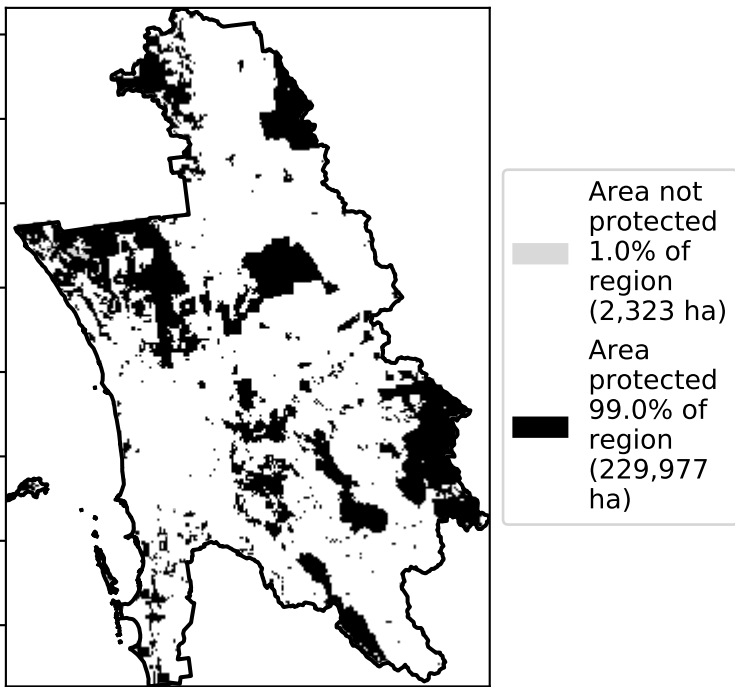 Area not
protected
1.0% of
region
(2,323 ha)
Area
protected
99.0% of
region
(229,977
ha)